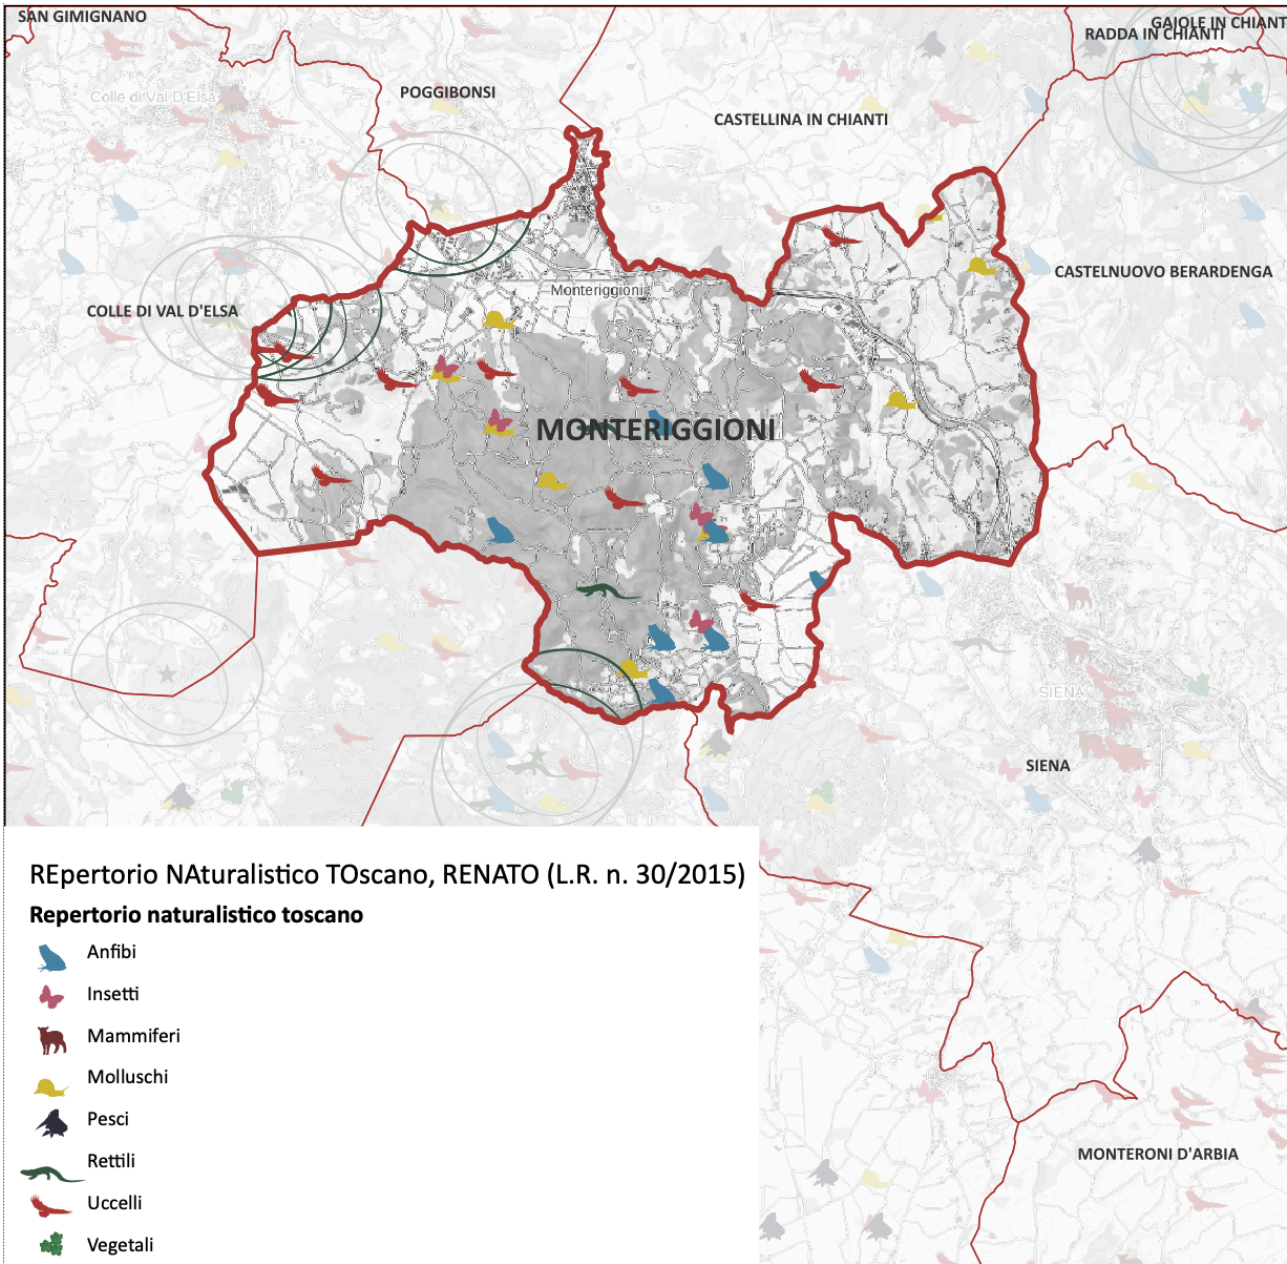 SAN GIMIGNANO
GAIOLE IN CHIANT
RADDA IN CHIANTI
POGGIBONSI
Colle di Val D'Elsa
CASTELLINA IN CHIANTI
CASTELNUOVO BERARDENGA
Monteriggioni
COLLE DI VAL D'ELSA
MONTERIGGIONI
SIENA
SIENA
REpertorio NAturalistico TOscano, RENATO (L.R. n. 30/2015)
Repertorio naturalistico toscano
Anfibi
Insetti
Mammiferi
Molluschi
Pesci
Rettili
Uccelli
Vegetali
MONTERONI D'ARBIA